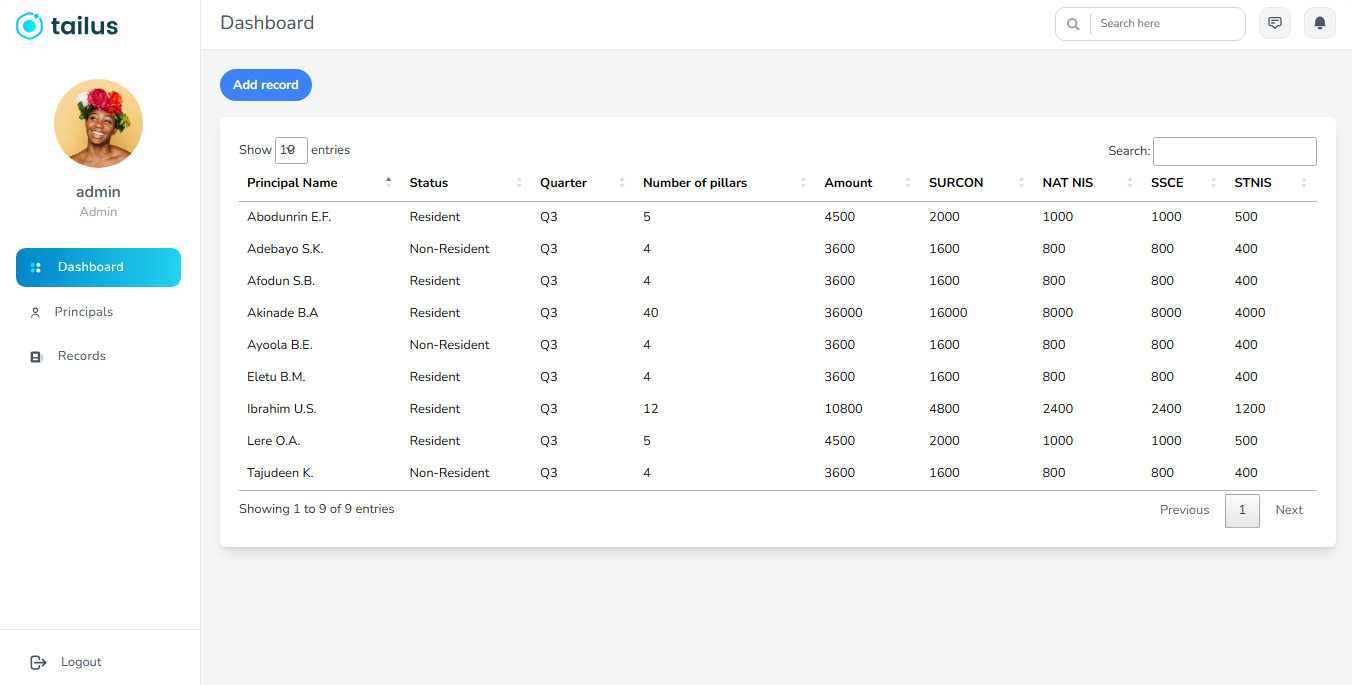 tailus
Dashboard
Search here
admin
Admin
Dashboard
Principals
Records
Logout
Add record
Show 10 entries
Search:
Principal Name Status Quarter Number of pillars Amount SURCON NAT NIS SSCE STNIS
Abodunrin E.F. Resident Q3 5 4500 2000 1000 1000 500
Adebayo S.K. Non-Resident Q3 4 3600 1600 800 800 400
Afodun S.B. Resident Q3 4 3600 1600 800 800 400
Akinade B.A Resident Q3 40 36000 16000 8000 8000 4000
Ayoola B.E. Non-Resident Q3 4 3600 1600 800 800 400
Eletu B.M. Resident Q3 4 3600 1600 800 800 400
Ibrahim U.S. Resident Q3 12 10800 4800 2400 2400 1200
Lere O.A. Resident Q3 5 4500 2000 1000 1000 500
Tajudeen K. Non-Resident Q3 4 3600 1600 800 800 400
Showing 1 to 9 of 9 entries
Previous 1 Next